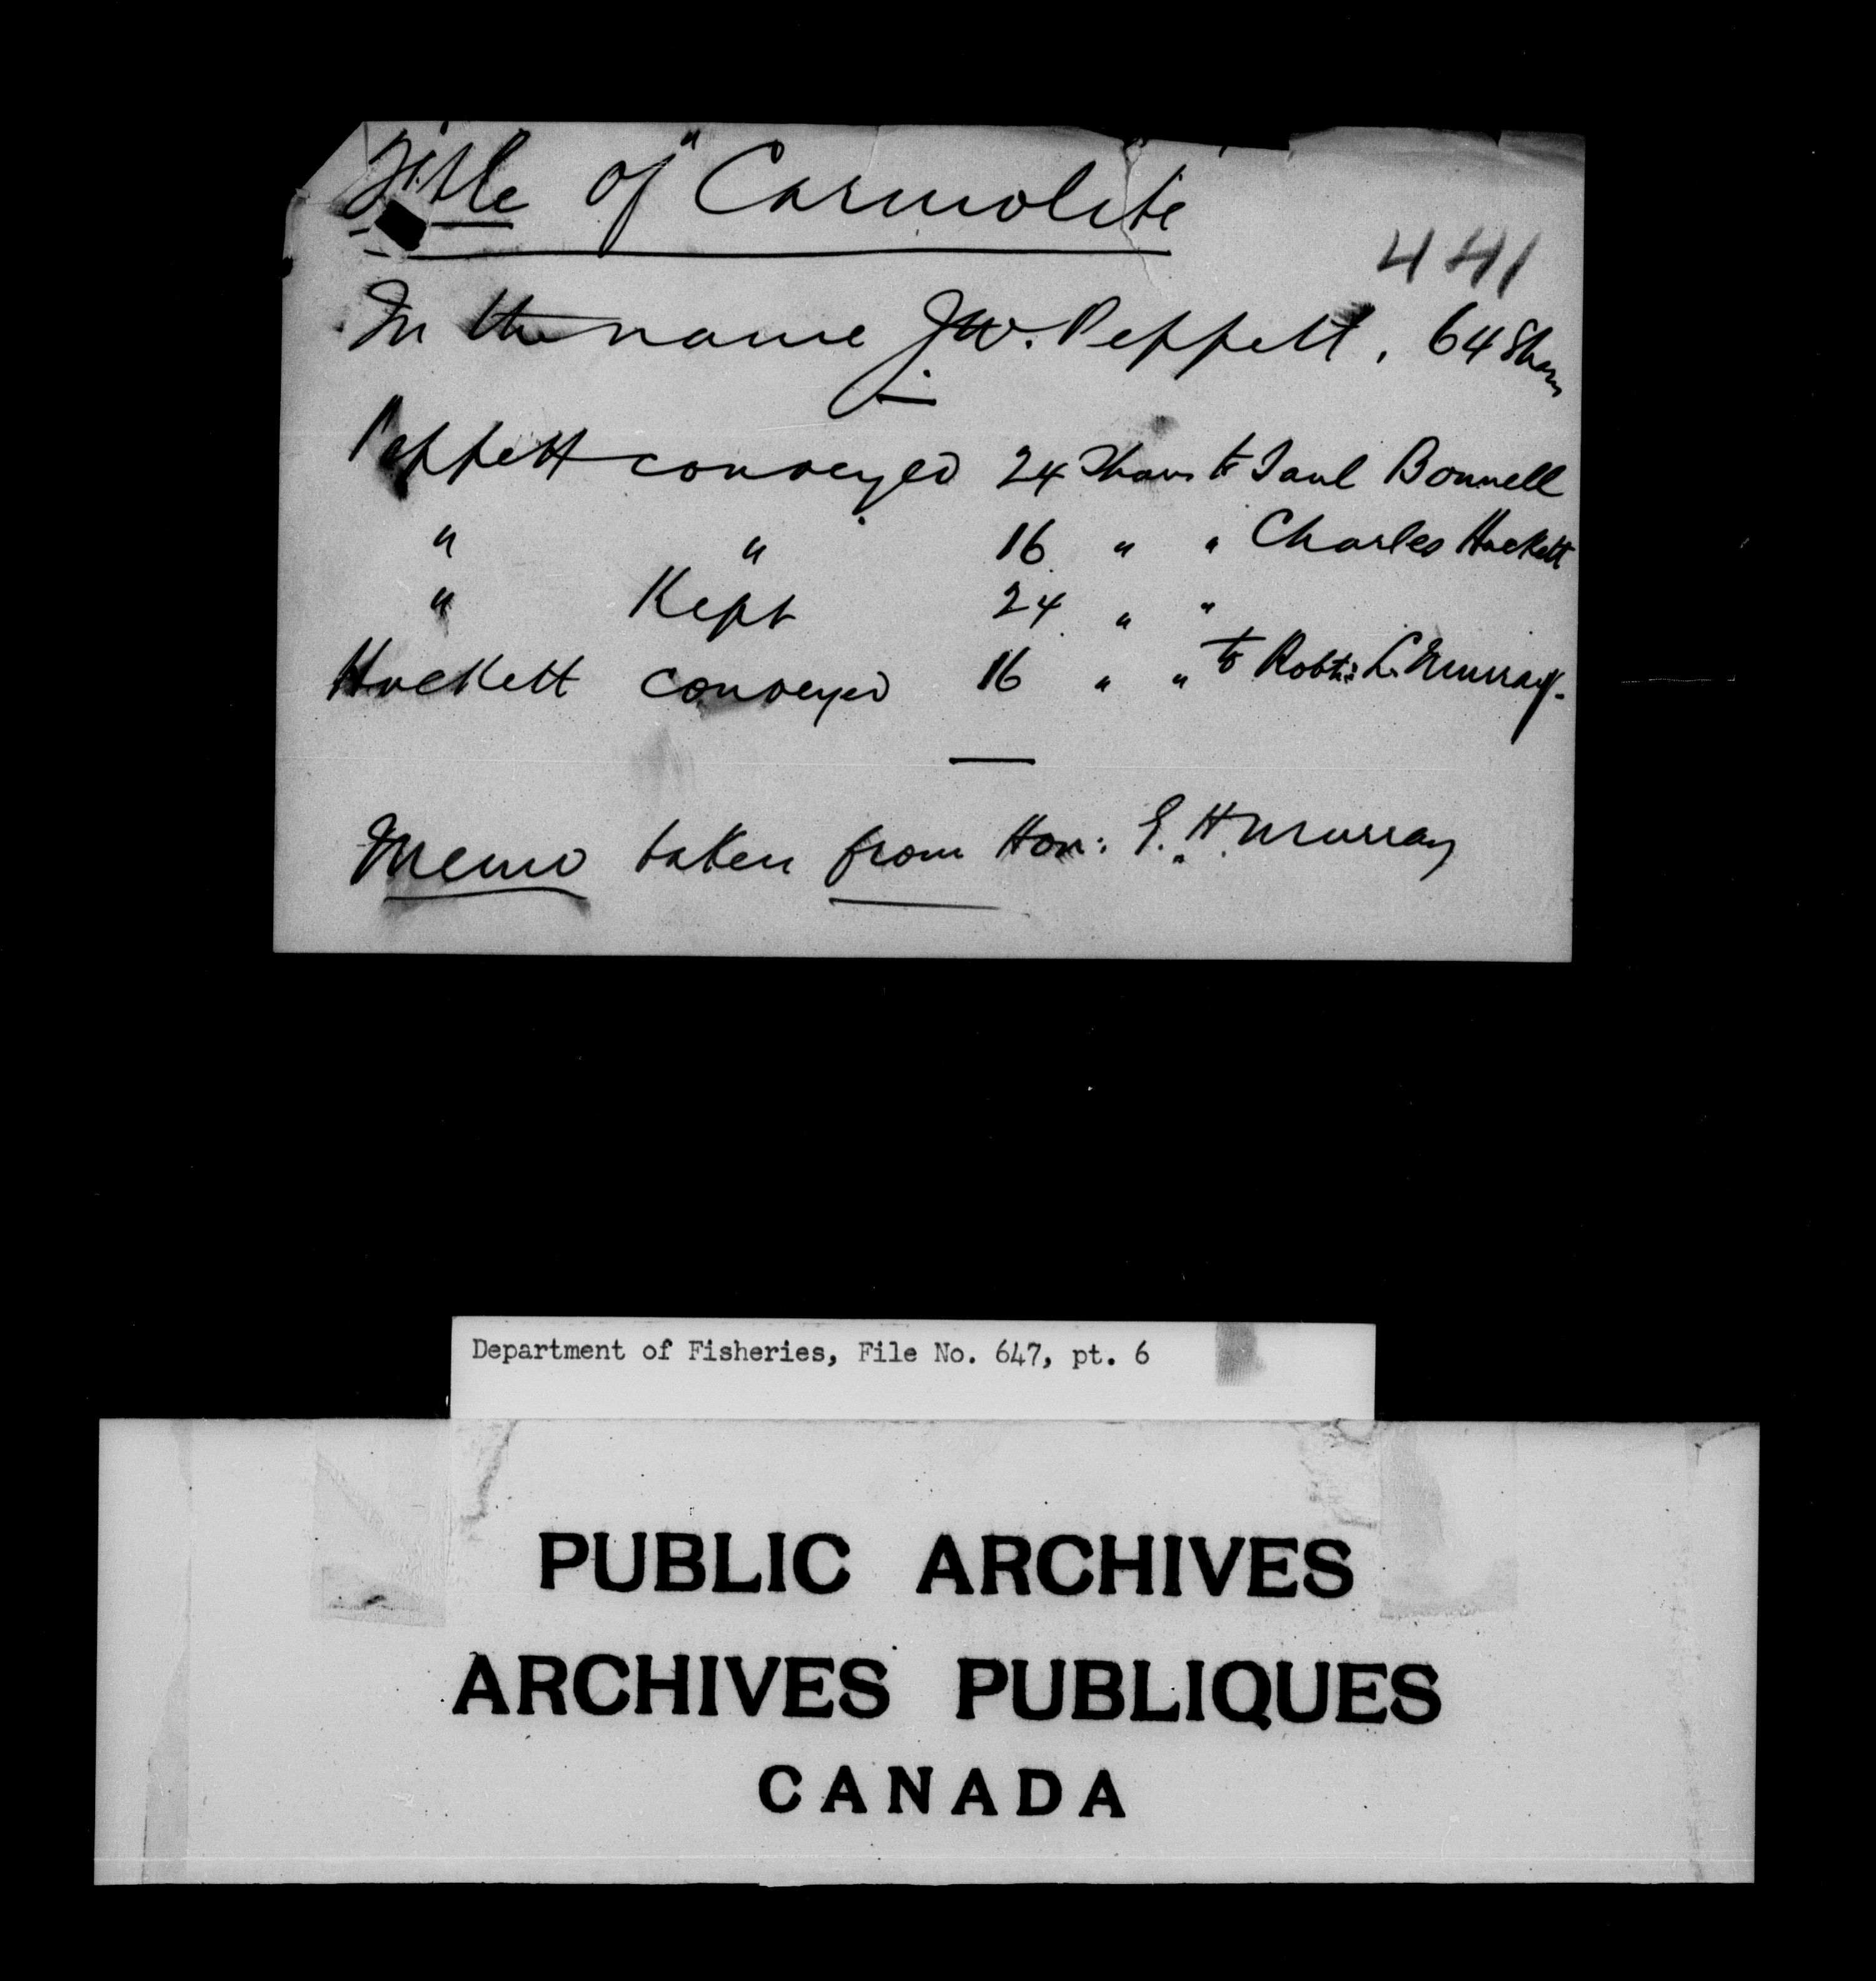 Title of "Carmolite"
441
In the name J.W. Peppett, 64 Shares
Peppett conveyed 24 Shares to Saul Bonnell
" " 16 " " Charles Hackett
" Kept 24 " "
Hackett conveyed 16 " " to Robt: L. Murray.
Memo taken from Hon: G. H. Murray
Department of Fisheries, File No. 647, pt. 6
PUBLIC ARCHIVES
ARCHIVES PUBLIQUES
CANADA